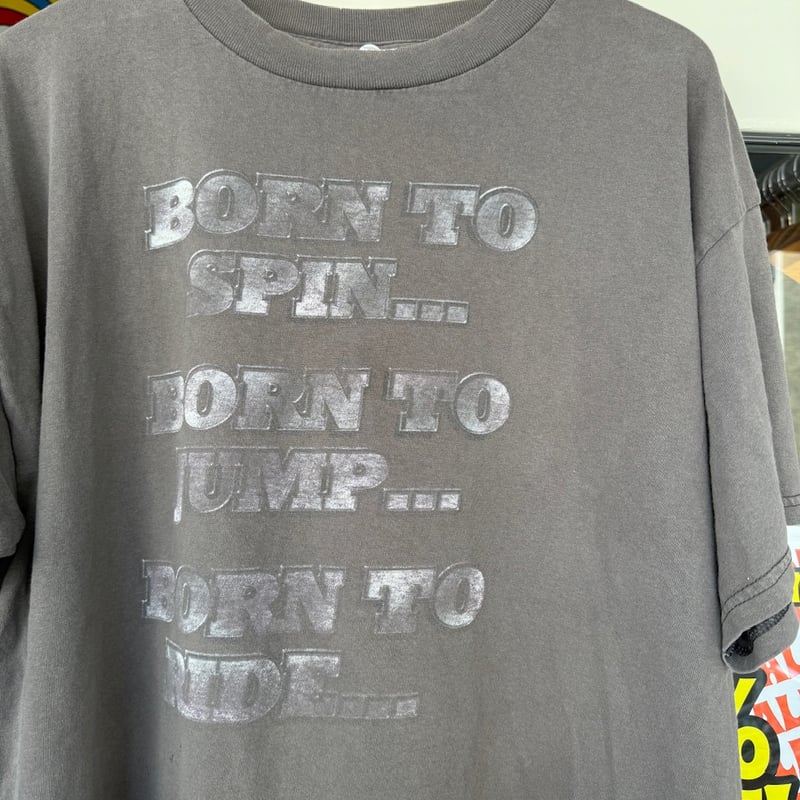 BORN TO
SPIN...
BORN TO
JUMP...
BORN TO
RIDE....
%